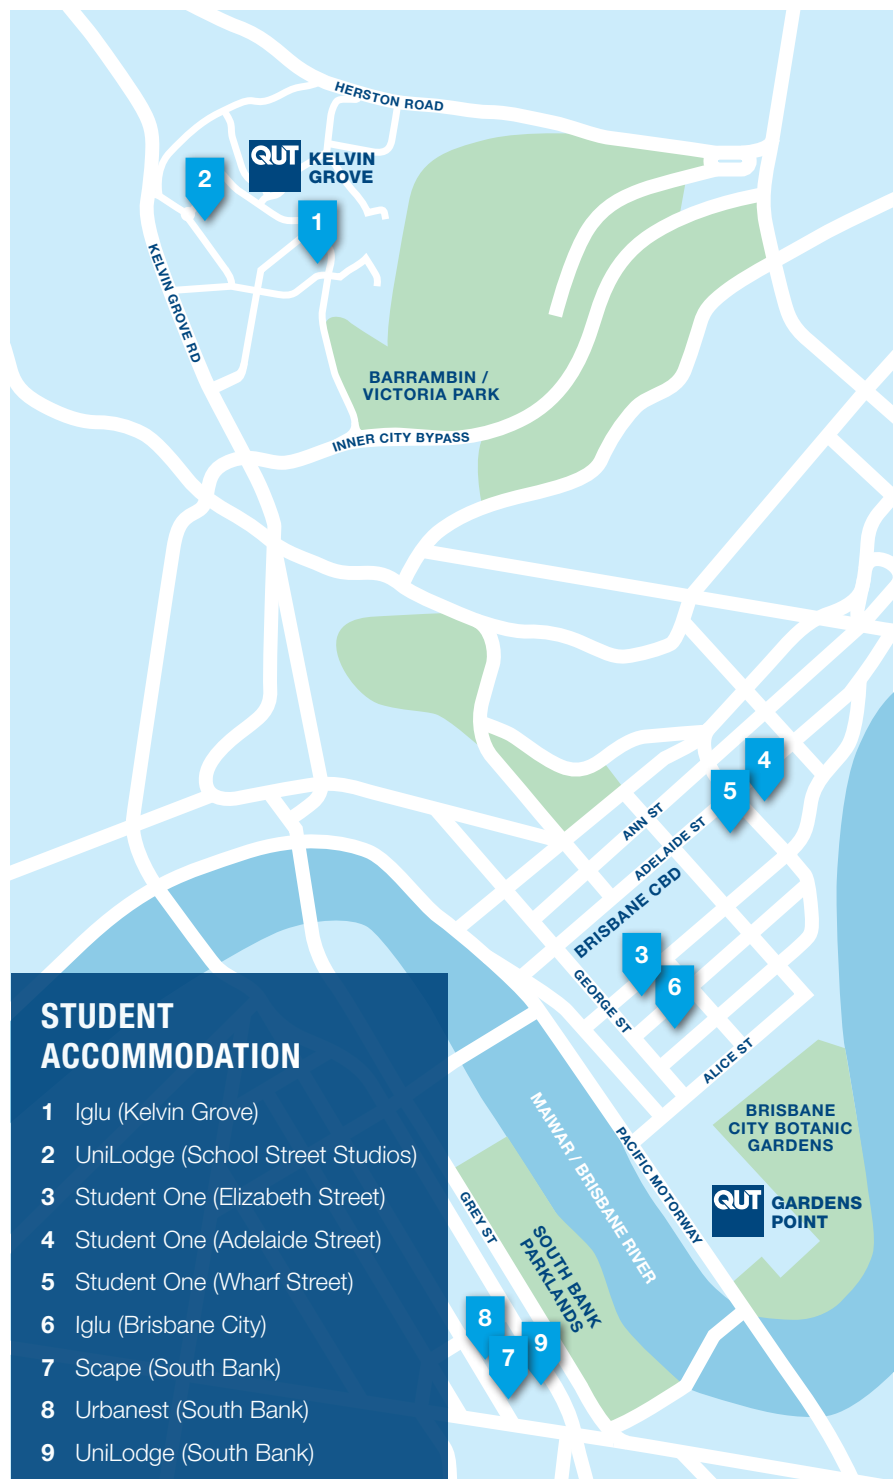 HERSTON ROAD
QUT
KELVIN
GROVE
2
1
KELVIN GROVE RD
BARRAMBIN /
VICTORIA PARK
INNER CITY BYPASS
4
5
ANN ST
ADELAIDE ST
BRISBANE CBD
3
6
GEORGE ST
ALICE ST
MAIWAR / BRISBANE RIVER
PACIFIC MOTORWAY
BRISBANE
CITY BOTANIC
GARDENS
QUT
GARDENS
POINT
GREY ST
SOUTH BANK
PARKLANDS
8
7
9
STUDENT
ACCOMMODATION
1 Iglu (Kelvin Grove)
2 UniLodge (School Street Studios)
3 Student One (Elizabeth Street)
4 Student One (Adelaide Street)
5 Student One (Wharf Street)
6 Iglu (Brisbane City)
7 Scape (South Bank)
8 Urbanest (South Bank)
9 UniLodge (South Bank)